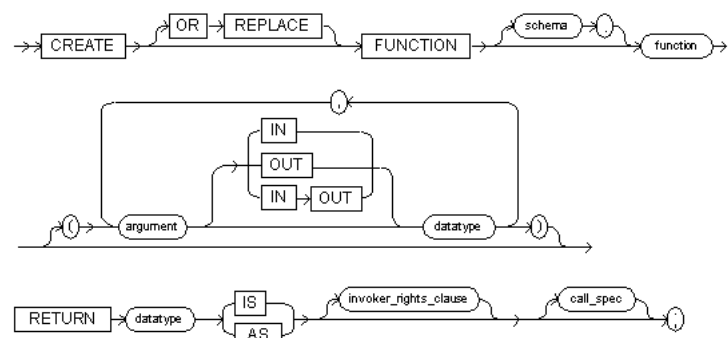 OR REPLACE
CREATE FUNCTION schema . function
,
IN
OUT
IN OUT
( argument datatype )
RETURN datatype IS invoker_rights_clause call_spec ;
AS